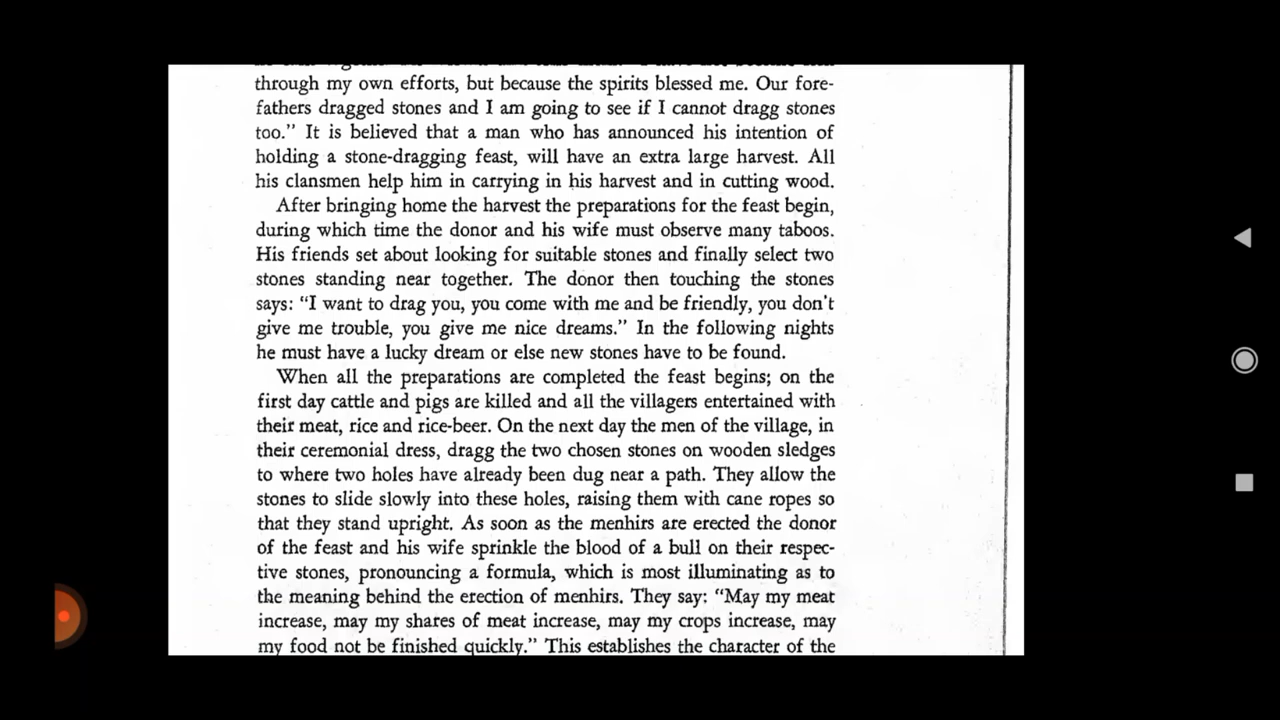 through my own efforts, but because the spirits blessed me. Our fore-
fathers dragged stones and I am going to see if I cannot dragg stones
too." It is believed that a man who has announced his intention of
holding a stone-dragging feast, will have an extra large harvest. All
his clansmen help him in carrying in his harvest and in cutting wood.
After bringing home the harvest the preparations for the feast begin,
during which time the donor and his wife must observe many taboos.
His friends set about looking for suitable stones and finally select two
stones standing near together. The donor then touching the stones
says: "I want to drag you, you come with me and be friendly, you don't
give me trouble, you give me nice dreams." In the following nights
he must have a lucky dream or else new stones have to be found.
When all the preparations are completed the feast begins; on the
first day cattle and pigs are killed and all the villagers entertained with
their meat, rice and rice-beer. On the next day the men of the village, in
their ceremonial dress, dragg the two chosen stones on wooden sledges
to where two holes have already been dug near a path. They allow the
stones to slide slowly into these holes, raising them with cane ropes so
that they stand upright. As soon as the menhirs are erected the donor
of the feast and his wife sprinkle the blood of a bull on their respec-
tive stones, pronouncing a formula, which is most illuminating as to
the meaning behind the erection of menhirs. They say: "May my meat
increase, may my shares of meat increase, may my crops increase, may
my food not be finished quickly." This establishes the character of the